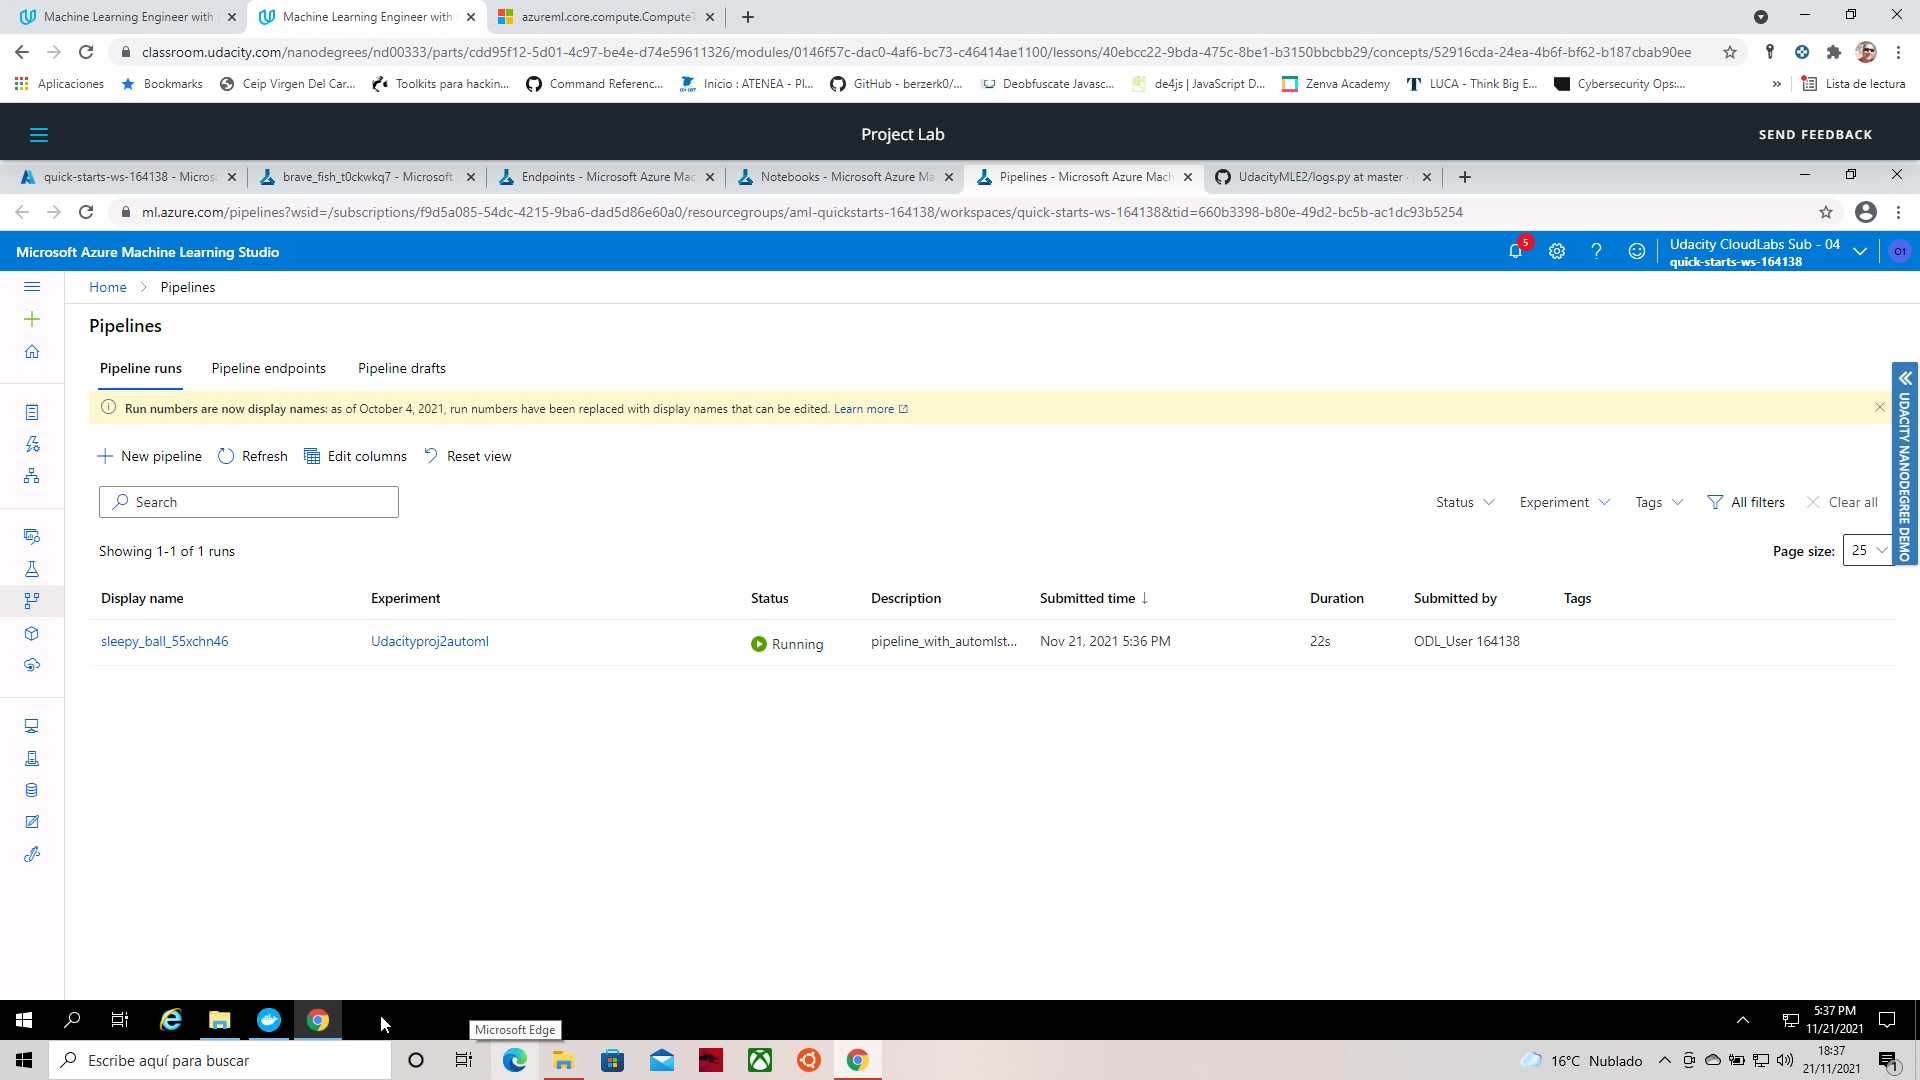 Machine Learning Engineer with
Machine Learning Engineer with
azureml.core.compute.ComputeT
classroom.udacity.com/nanodegrees/nd00333/parts/cdd95f12-5d01-4c97-be4e-d74e59611326/modules/0146f57c-dac0-4af6-bc73-c46414ae1100/lessons/40ebcc22-9bda-475c-8be1-b3150bbcbb29/concepts/52916cda-24ea-4b6f-bf62-b187cbab90ee
Aplicaciones
Bookmarks
Ceip Virgen Del Car...
Toolkits para hackin...
Command Referenc...
Inicio : ATENEA - Pl...
GitHub - berzerk0/...
Deobfuscate Javasc...
de4js | JavaScript D...
Zenva Academy
LUCA - Think Big E...
Cybersecurity Ops:...
»
Lista de lectura
Project Lab
SEND FEEDBACK
quick-starts-ws-164138 - Micros
brave_fish_t0ckwkq7 - Microsoft
Endpoints - Microsoft Azure Mac
Notebooks - Microsoft Azure Ma
Pipelines - Microsoft Azure Mach
UdacityMLE2/logs.py at master ·
ml.azure.com/pipelines?wsid=/subscriptions/f9d5a085-54dc-4215-9ba6-dad5d86e60a0/resourcegroups/aml-quickstarts-164138/workspaces/quick-starts-ws-164138&tid=660b3398-b80e-49d2-bc5b-ac1dc93b5254
Microsoft Azure Machine Learning Studio
5
Udacity CloudLabs Sub - 04
quick-starts-ws-164138
O1
Home > Pipelines
Pipelines
Pipeline runs
Pipeline endpoints
Pipeline drafts
Run numbers are now display names: as of October 4, 2021, run numbers have been replaced with display names that can be edited. Learn more
New pipeline
Refresh
Edit columns
Reset view
Search
Status
Experiment
Tags
All filters
Clear all
UDACITY NANODEGREE DEMO
Showing 1-1 of 1 runs
Page size: 25
Display name
Experiment
Status
Description
Submitted time ↓
Duration
Submitted by
Tags
sleepy_ball_55xchn46
Udacityproj2automl
Running
pipeline_with_automlst...
Nov 21, 2021 5:36 PM
22s
ODL_User 164138
Microsoft Edge
5:37 PM
11/21/2021
Escribe aquí para buscar
16°C Nublado
18:37
21/11/2021
1